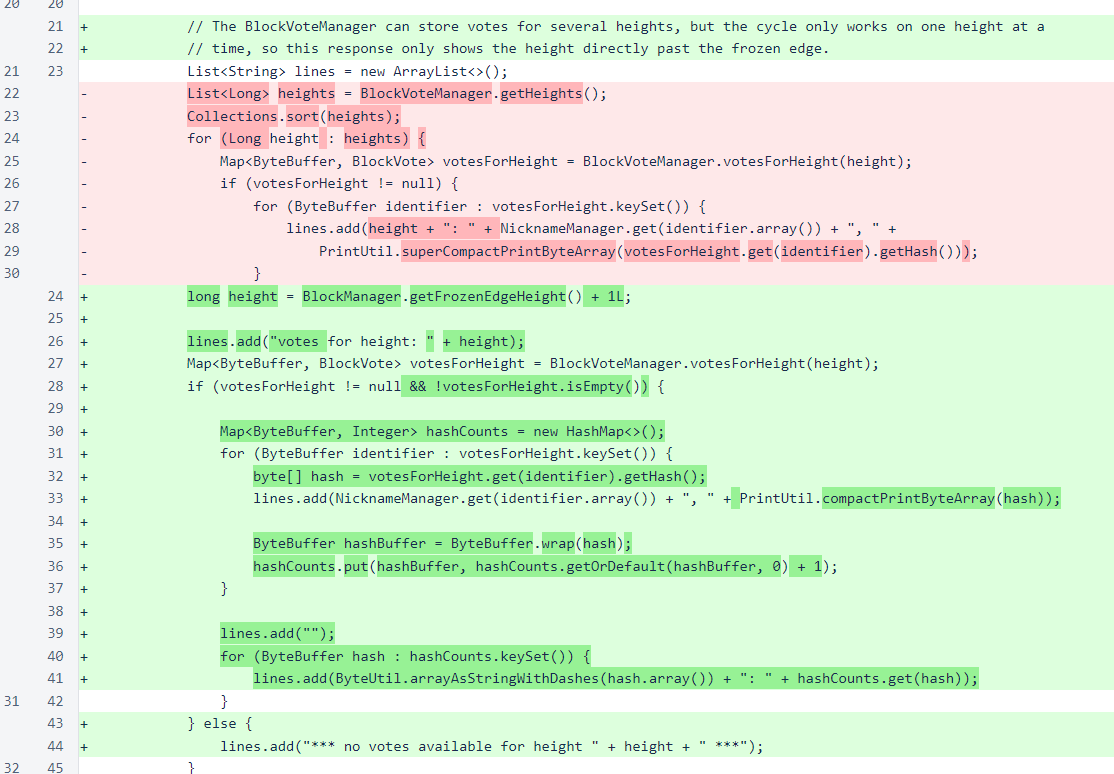 20 20
21 + // The BlockVoteManager can store votes for several heights, but the cycle only works on one height at a
22 + // time, so this response only shows the height directly past the frozen edge.
21 23 List<String> lines = new ArrayList<>();
22 - List<Long> heights = BlockVoteManager.getHeights();
23 - Collections.sort(heights);
24 - for (Long height : heights) {
25 - Map<ByteBuffer, BlockVote> votesForHeight = BlockVoteManager.votesForHeight(height);
26 - if (votesForHeight != null) {
27 - for (ByteBuffer identifier : votesForHeight.keySet()) {
28 - lines.add(height + ": " + NicknameManager.get(identifier.array()) + ", " +
29 - PrintUtil.superCompactPrintByteArray(votesForHeight.get(identifier).getHash()));
30 - }
24 + long height = BlockManager.getFrozenEdgeHeight() + 1L;
25 +
26 + lines.add("votes for height: " + height);
27 + Map<ByteBuffer, BlockVote> votesForHeight = BlockVoteManager.votesForHeight(height);
28 + if (votesForHeight != null && !votesForHeight.isEmpty()) {
29 +
30 + Map<ByteBuffer, Integer> hashCounts = new HashMap<>();
31 + for (ByteBuffer identifier : votesForHeight.keySet()) {
32 + byte[] hash = votesForHeight.get(identifier).getHash();
33 + lines.add(NicknameManager.get(identifier.array()) + ", " + PrintUtil.compactPrintByteArray(hash));
34 +
35 + ByteBuffer hashBuffer = ByteBuffer.wrap(hash);
36 + hashCounts.put(hashBuffer, hashCounts.getOrDefault(hashBuffer, 0) + 1);
37 + }
38 +
39 + lines.add("");
40 + for (ByteBuffer hash : hashCounts.keySet()) {
41 + lines.add(ByteUtil.arrayAsStringWithDashes(hash.array()) + ": " + hashCounts.get(hash));
31 42 }
43 + } else {
44 + lines.add("*** no votes available for height " + height + " ***");
32 45 }